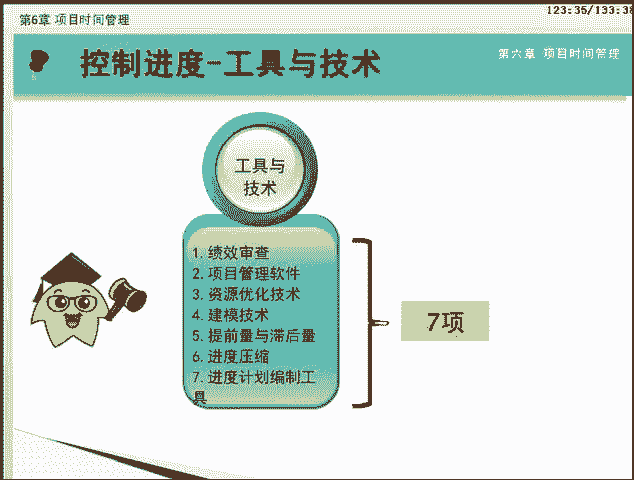 第6章 项目时间管理
123:35/133:38
控制进度-工具与技术
第六章 项目时间管理
工具与
技术
1. 绩效审查
2. 项目管理软件
3. 资源优化技术
4. 建模技术
5. 提前量与滞后量
6. 进度压缩
7. 进度计划编制工
具
7项